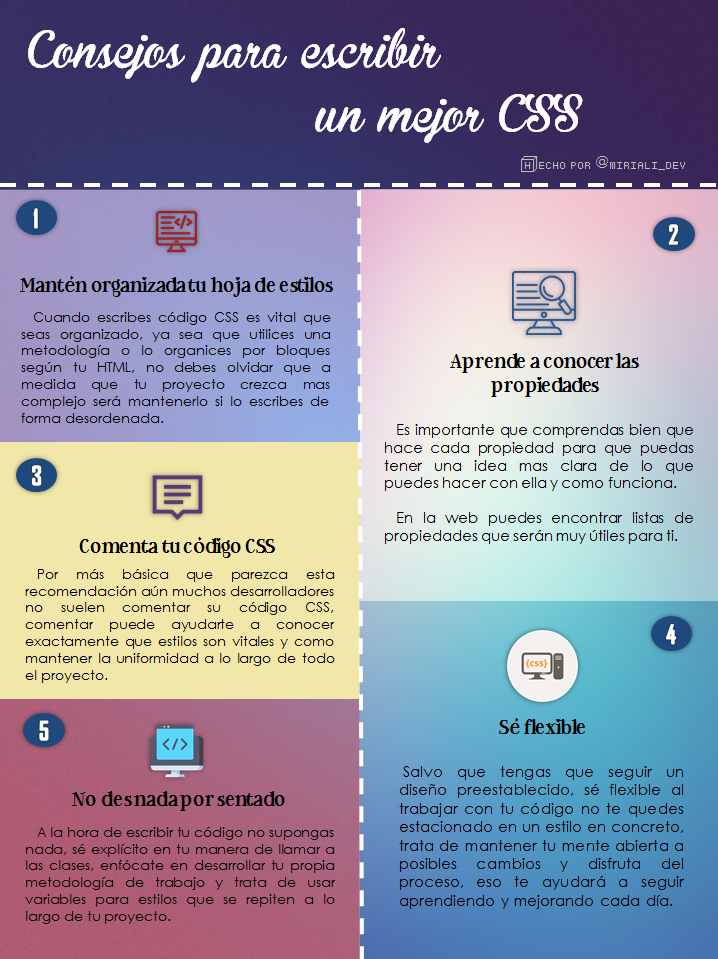 Consejos para escribir
un mejor CSS
HECHO POR @MIRIALI_DEV
1
Mantén organizada tu hoja de estilos
Cuando escribes código CSS es vital que
seas organizado, ya sea que utilices una
metodología o lo organices por bloques
según tu HTML, no debes olvidar que a
medida que tu proyecto crezca mas
complejo será mantenerlo si lo escribes de
forma desordenada.
2
Aprende a conocer las
propiedades
Es importante que comprendas bien que
hace cada propiedad para que puedas
tener una idea mas clara de lo que
puedes hacer con ella y como funciona.
En la web puedes encontrar listas de
propiedades que serán muy útiles para ti.
3
Comenta tu código CSS
Por más básica que parezca esta
recomendación aún muchos desarrolladores
no suelen comentar su código CSS,
comentar puede ayudarte a conocer
exactamente que estilos son vitales y como
mantener la uniformidad a lo largo de todo
el proyecto.
4
{css}
Sé flexible
Salvo que tengas que seguir un
diseño preestablecido, sé flexible al
trabajar con tu código no te quedes
estacionado en un estilo en concreto,
trata de mantener tu mente abierta a
posibles cambios y disfruta del
proceso, eso te ayudará a seguir
aprendiendo y mejorando cada día.
5
</>
No des nada por sentado
A la hora de escribir tu código no supongas
nada, sé explícito en tu manera de llamar a
las clases, enfócate en desarrollar tu propia
metodología de trabajo y trata de usar
variables para estilos que se repiten a lo
largo de tu proyecto.